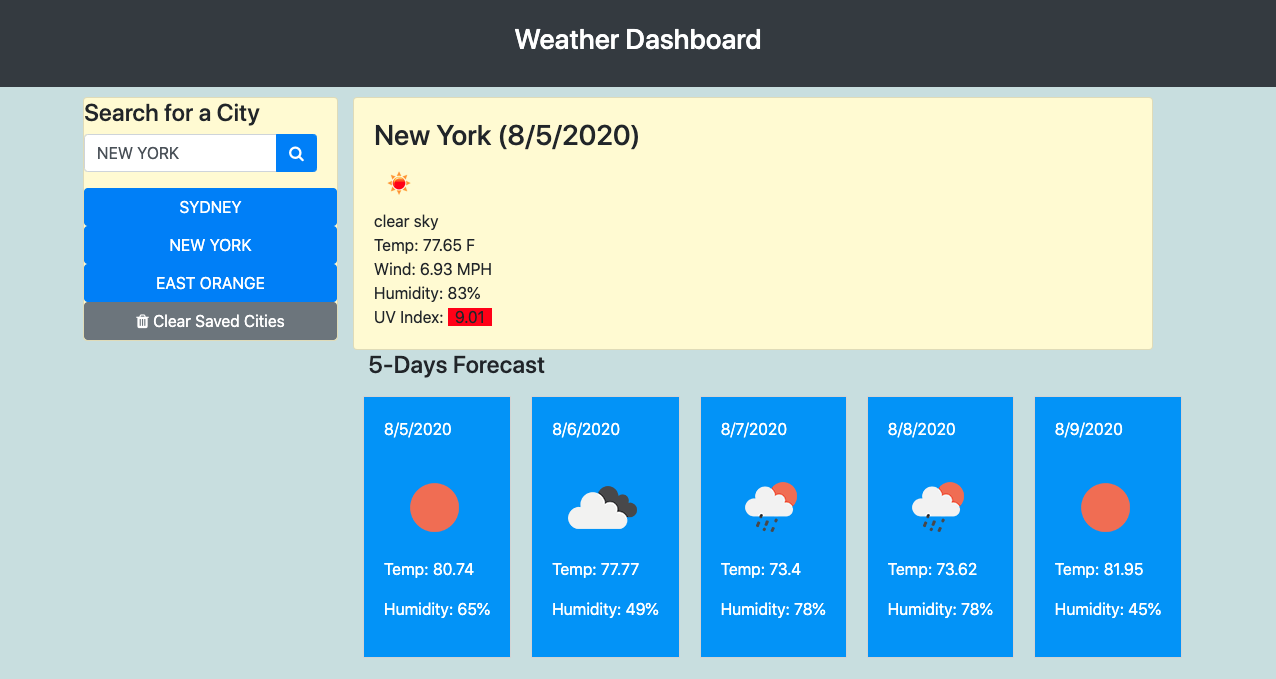 Weather Dashboard
Search for a City
NEW YORK
SYDNEY
NEW YORK
EAST ORANGE
Clear Saved Cities
New York (8/5/2020)
clear sky
Temp: 77.65 F
Wind: 6.93 MPH
Humidity: 83%
UV Index: 9.01
5-Days Forecast
8/5/2020
Temp: 80.74
Humidity: 65%
8/6/2020
Temp: 77.77
Humidity: 49%
8/7/2020
Temp: 73.4
Humidity: 78%
8/8/2020
Temp: 73.62
Humidity: 78%
8/9/2020
Temp: 81.95
Humidity: 45%